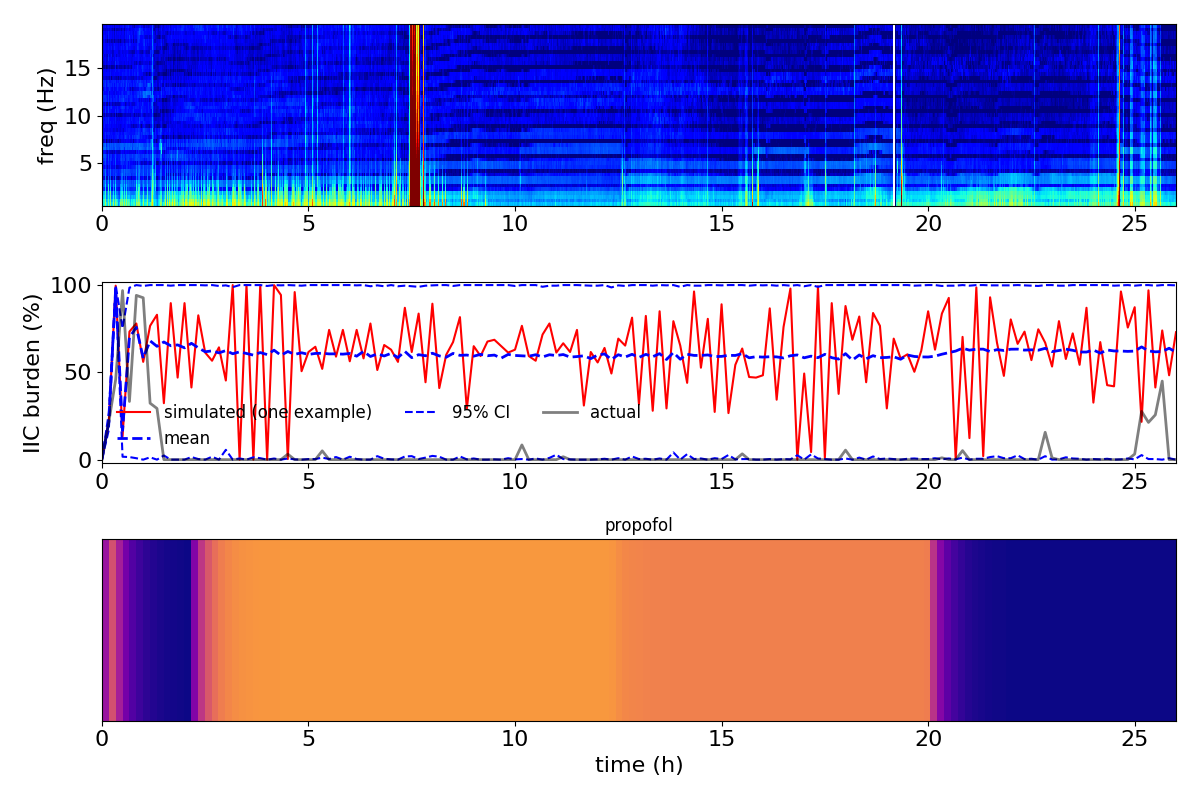 freq (Hz)
15
10
5
0 5 10 15 20 25
IIC burden (%)
100
50
0
simulated (one example) 95% CI actual
mean
0 5 10 15 20 25
propofol
0 5 10 15 20 25
time (h)